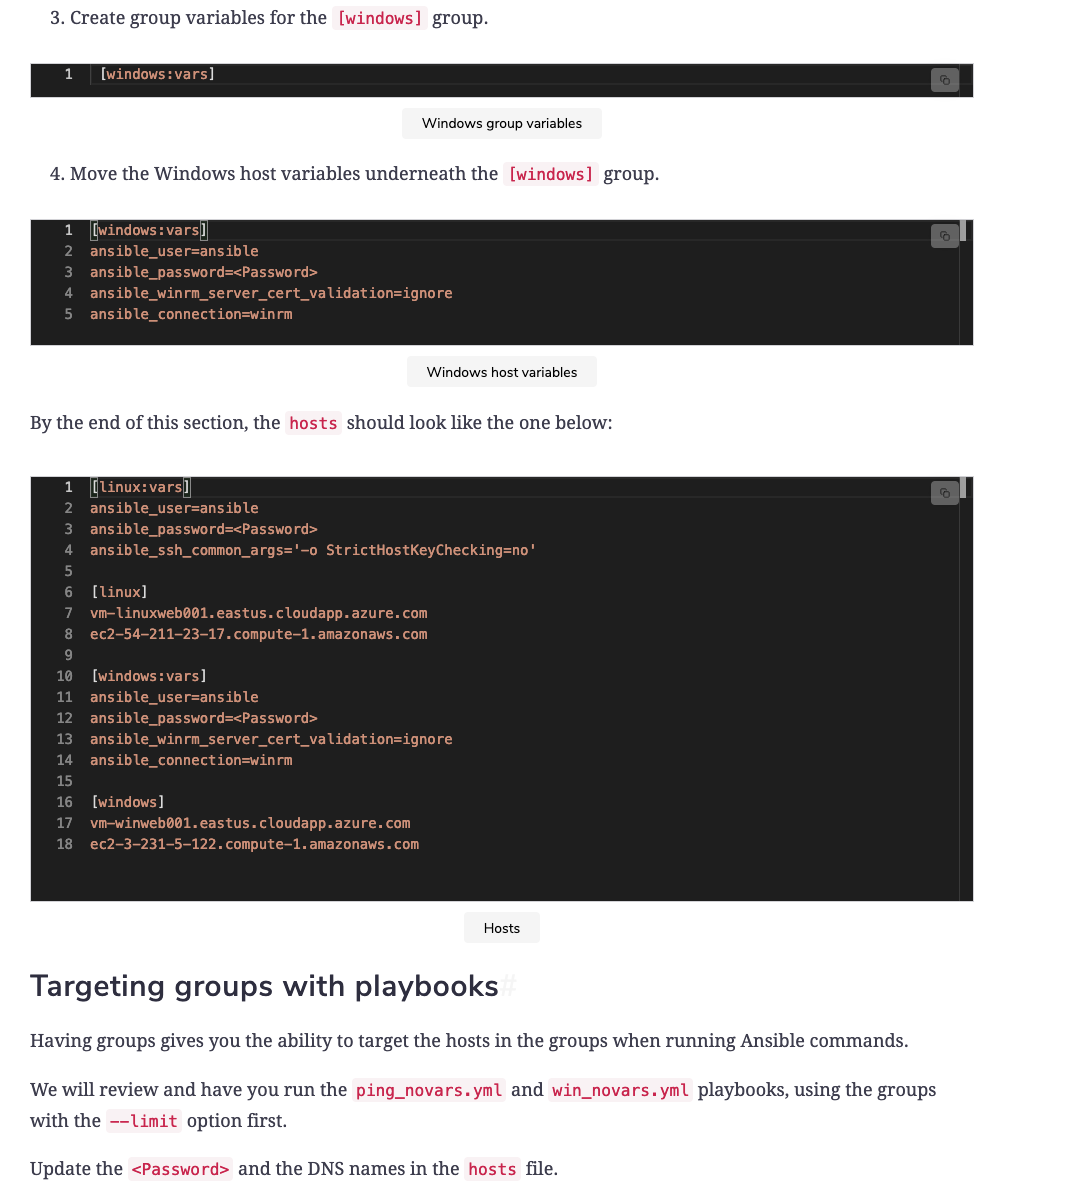 3. Create group variables for the [windows] group.
1 [windows:vars]
Windows group variables
4. Move the Windows host variables underneath the [windows] group.
1 [windows:vars]
2 ansible_user=ansible
3 ansible_password=<Password>
4 ansible_winrm_server_cert_validation=ignore
5 ansible_connection=winrm
Windows host variables
By the end of this section, the hosts should look like the one below:
1 [linux:vars]
2 ansible_user=ansible
3 ansible_password=<Password>
4 ansible_ssh_common_args='-o StrictHostKeyChecking=no'
5
6 [linux]
7 vm-linuxweb001.eastus.cloudapp.azure.com
8 ec2-54-211-23-17.compute-1.amazonaws.com
9
10 [windows:vars]
11 ansible_user=ansible
12 ansible_password=<Password>
13 ansible_winrm_server_cert_validation=ignore
14 ansible_connection=winrm
15
16 [windows]
17 vm-winweb001.eastus.cloudapp.azure.com
18 ec2-3-231-5-122.compute-1.amazonaws.com
Hosts
Targeting groups with playbooks#
Having groups gives you the ability to target the hosts in the groups when running Ansible commands.
We will review and have you run the ping_novars.yml and win_novars.yml playbooks, using the groups
with the --limit option first.
Update the <Password> and the DNS names in the hosts file.